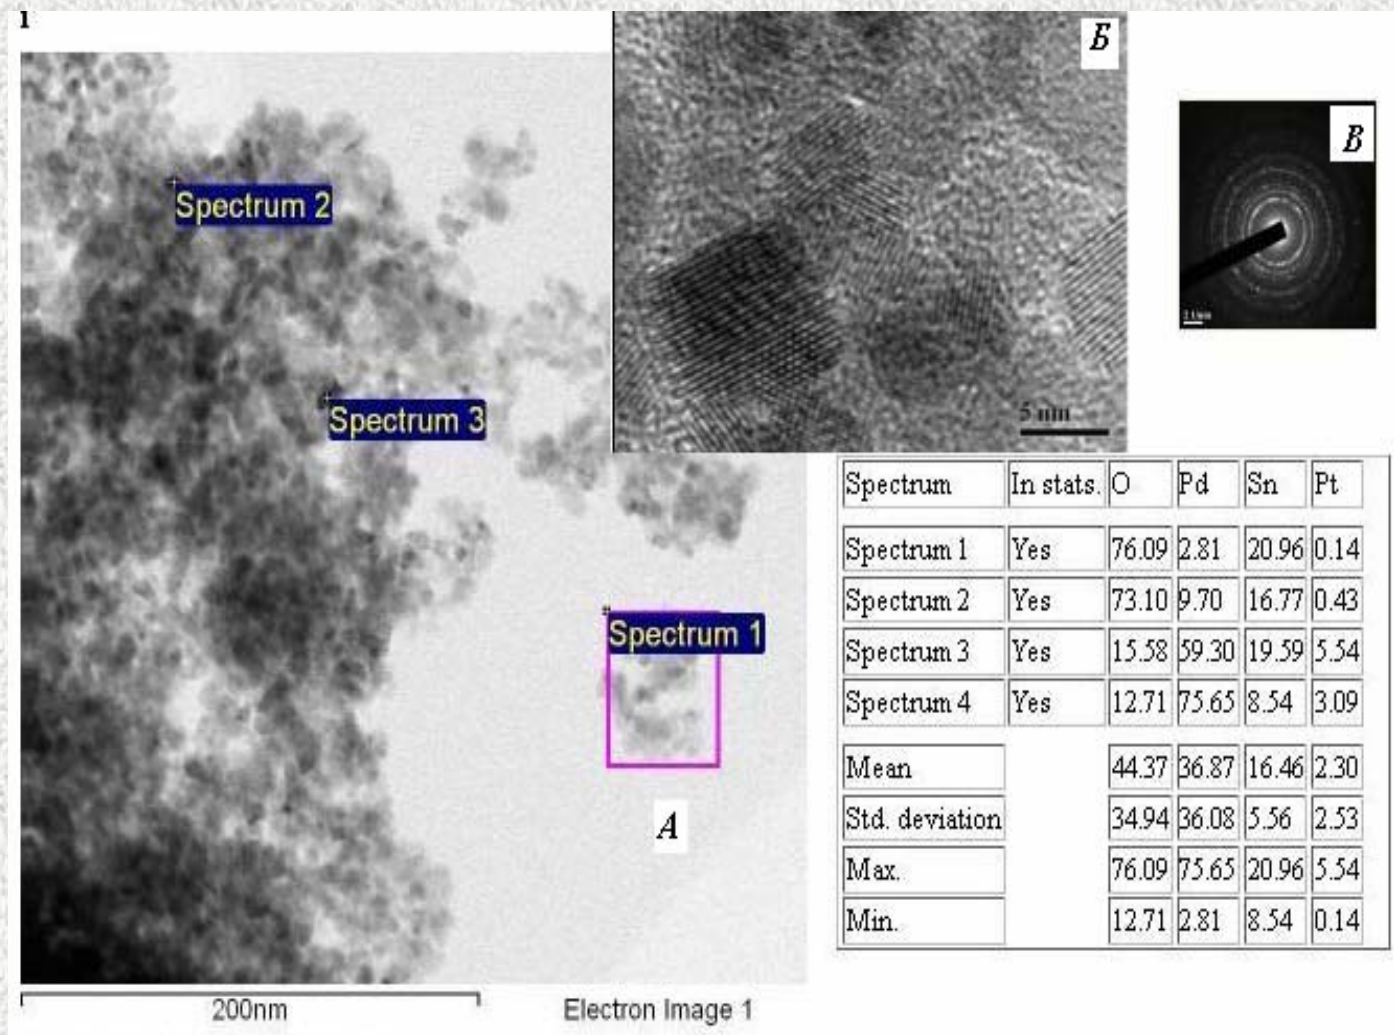 1
Spectrum 2
Spectrum 3
Spectrum 1
А
200nm
Electron Image 1
Б
5 nm
В
Spectrum In stats. O Pd Sn Pt
Spectrum 1 Yes 76.09 2.81 20.96 0.14
Spectrum 2 Yes 73.10 9.70 16.77 0.43
Spectrum 3 Yes 15.58 59.30 19.59 5.54
Spectrum 4 Yes 12.71 75.65 8.54 3.09
Mean 44.37 36.87 16.46 2.30
Std. deviation 34.94 36.08 5.56 2.53
Max. 76.09 75.65 20.96 5.54
Min. 12.71 2.81 8.54 0.14